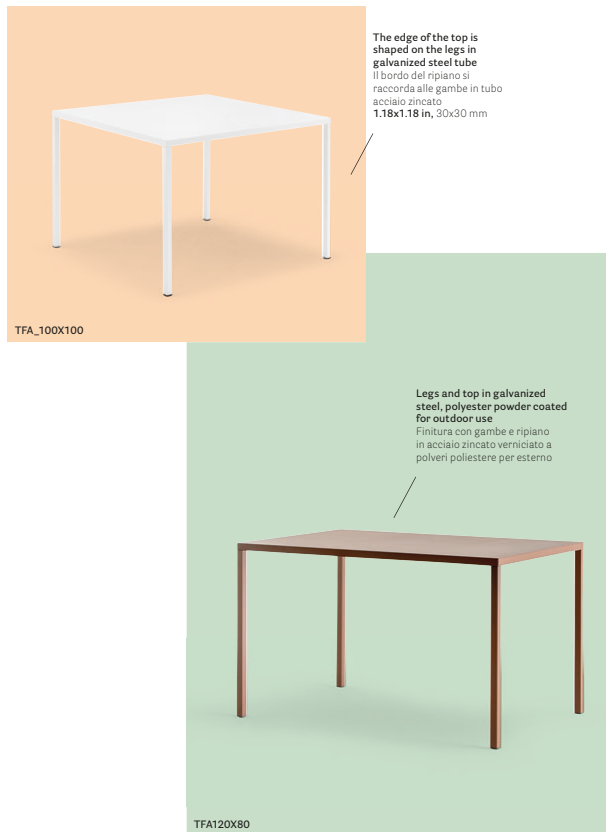 The edge of the top is
shaped on the legs in
galvanized steel tube
Il bordo del ripiano si
raccorda alle gambe in tubo
acciaio zincato
1.18x1.18 in, 30x30 mm
TFA_100X100
Legs and top in galvanized
steel, polyester powder coated
for outdoor use
Finitura con gambe e ripiano
in acciaio zincato verniciato a
polveri poliestere per esterno
TFA120X80